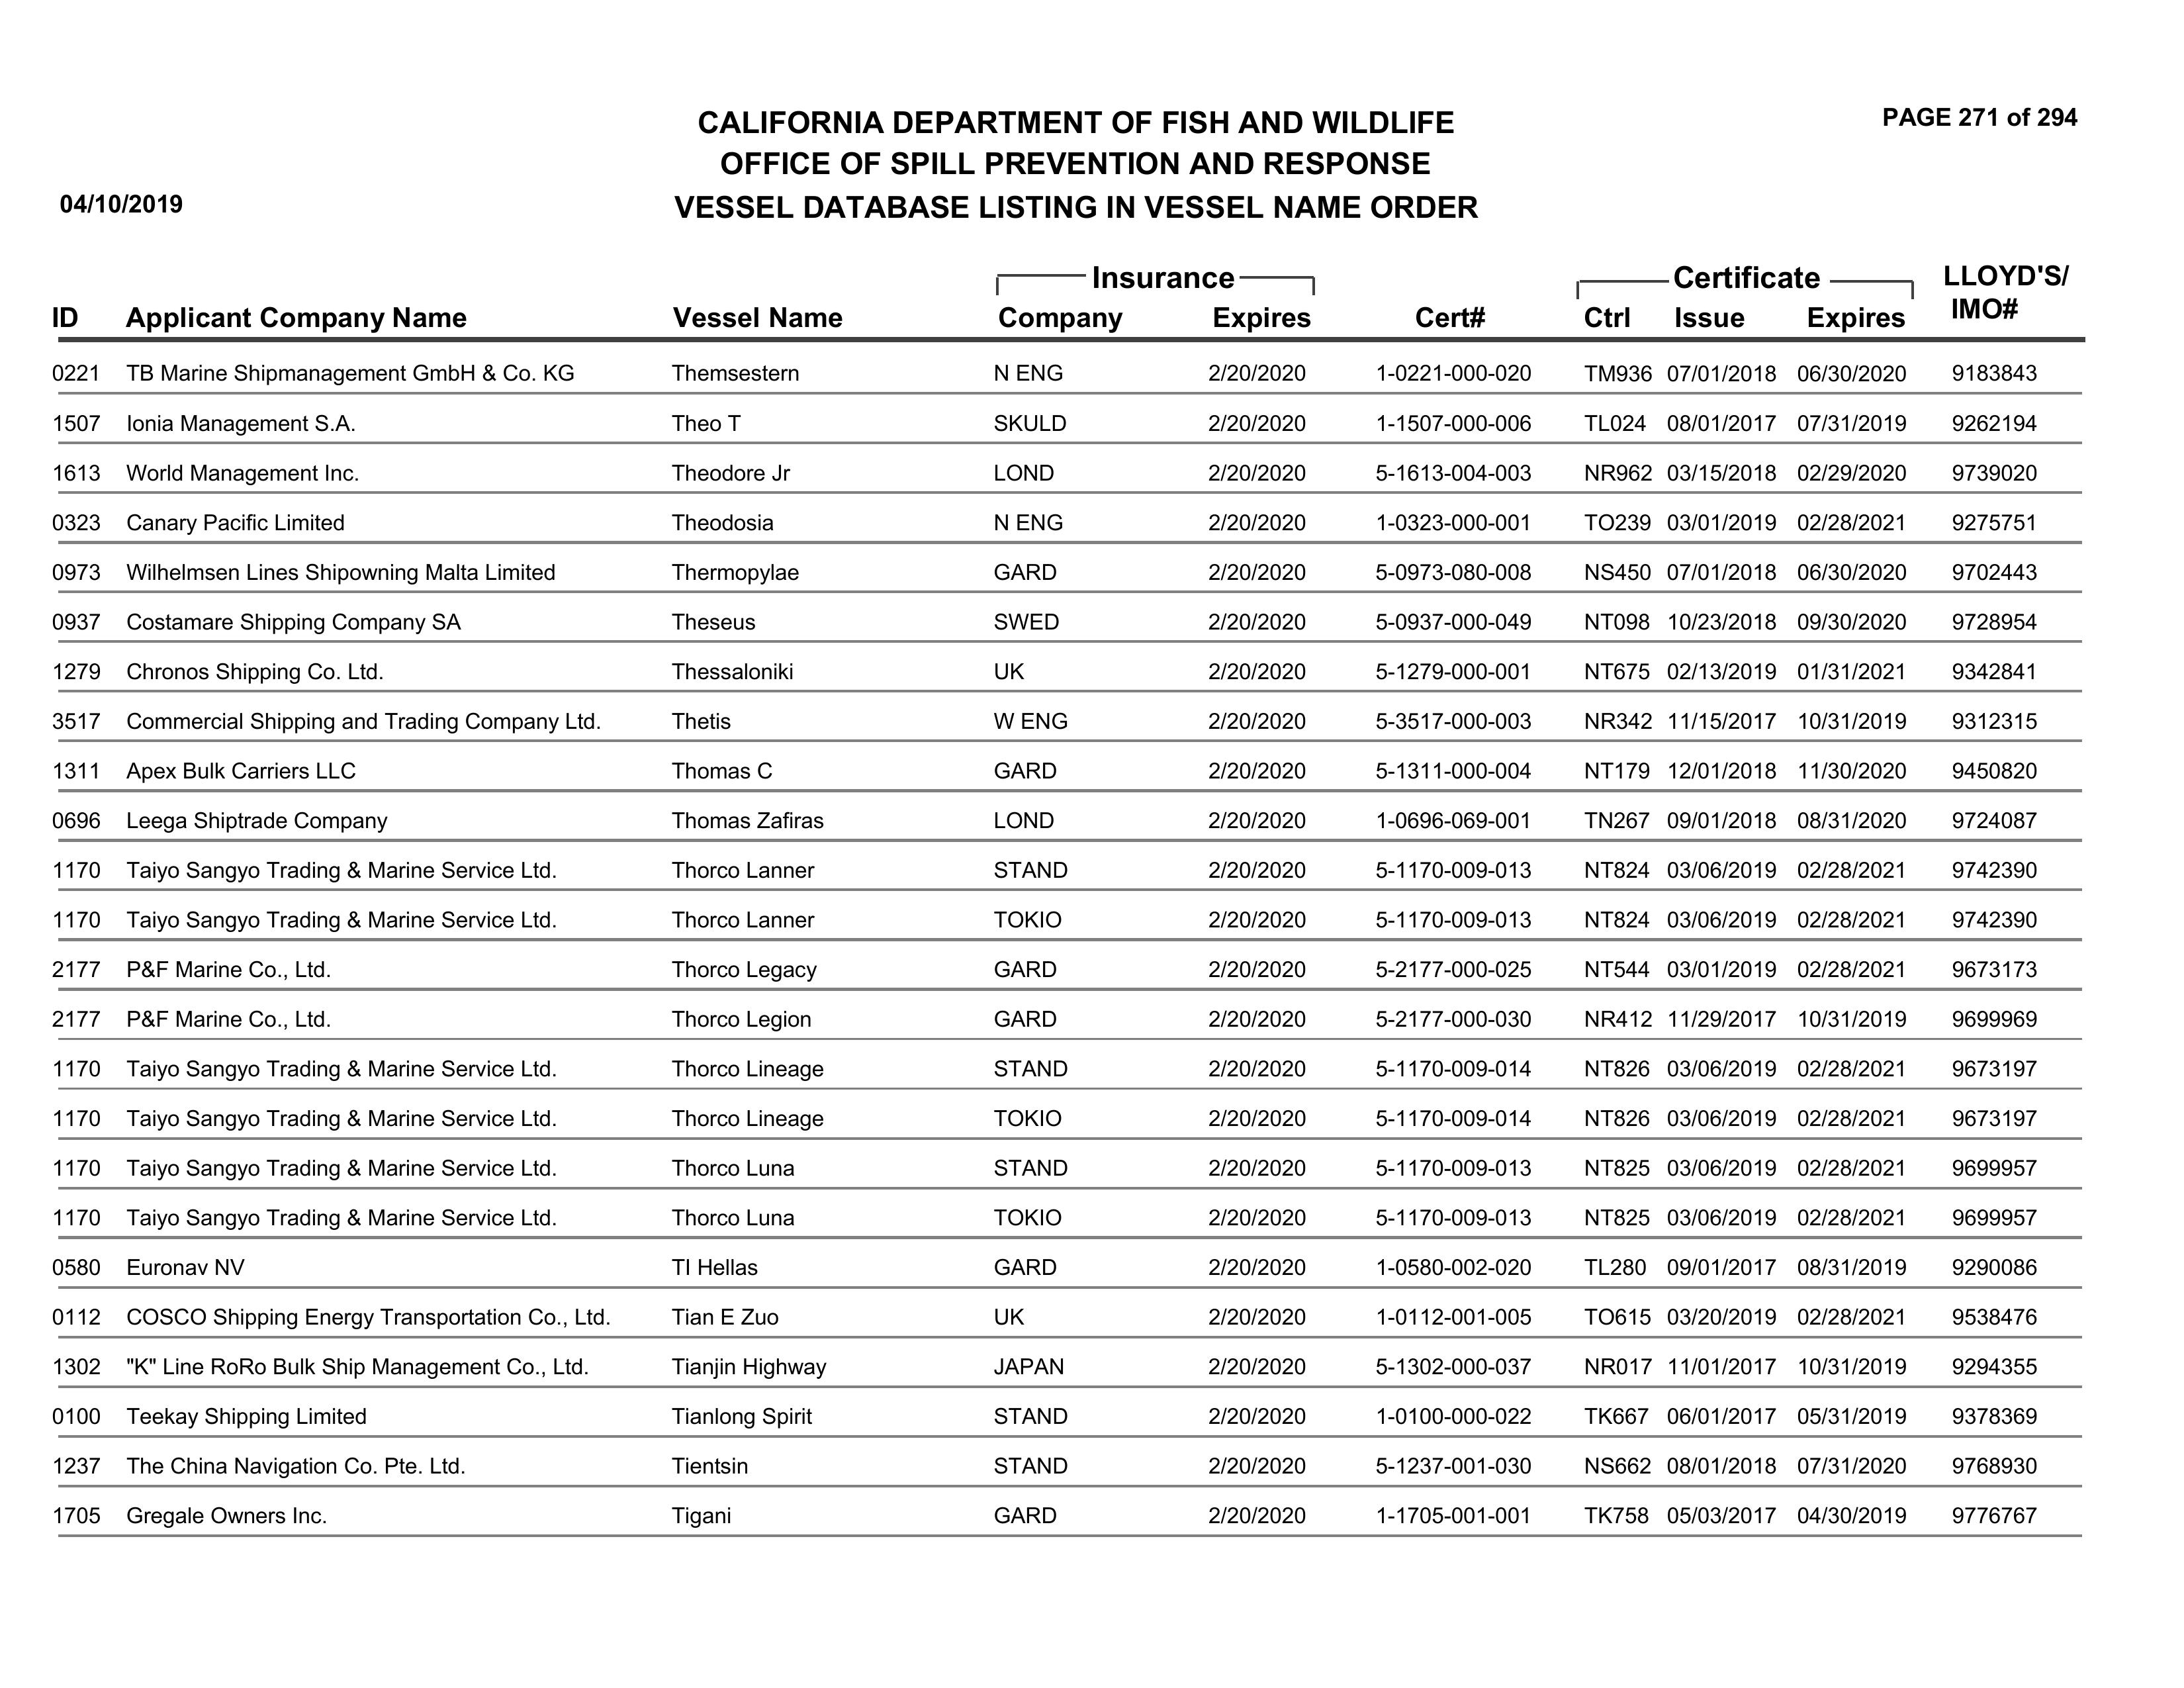 PAGE 271 of 294
CALIFORNIA DEPARTMENT OF FISH AND WILDLIFE
OFFICE OF SPILL PREVENTION AND RESPONSE
04/10/2019 VESSEL DATABASE LISTING IN VESSEL NAME ORDER
Insurance Certificate LLOYD'S/
ID Applicant Company Name Vessel Name Company Expires Cert# Ctrl Issue Expires IMO#
0221 TB Marine Shipmanagement GmbH & Co. KG Themsestern N ENG 2/20/2020 1-0221-000-020 TM936 07/01/2018 06/30/2020 9183843
1507 Ionia Management S.A. Theo T SKULD 2/20/2020 1-1507-000-006 TL024 08/01/2017 07/31/2019 9262194
1613 World Management Inc. Theodore Jr LOND 2/20/2020 5-1613-004-003 NR962 03/15/2018 02/29/2020 9739020
0323 Canary Pacific Limited Theodosia N ENG 2/20/2020 1-0323-000-001 TO239 03/01/2019 02/28/2021 9275751
0973 Wilhelmsen Lines Shipowning Malta Limited Thermopylae GARD 2/20/2020 5-0973-080-008 NS450 07/01/2018 06/30/2020 9702443
0937 Costamare Shipping Company SA Theseus SWED 2/20/2020 5-0937-000-049 NT098 10/23/2018 09/30/2020 9728954
1279 Chronos Shipping Co. Ltd. Thessaloniki UK 2/20/2020 5-1279-000-001 NT675 02/13/2019 01/31/2021 9342841
3517 Commercial Shipping and Trading Company Ltd. Thetis W ENG 2/20/2020 5-3517-000-003 NR342 11/15/2017 10/31/2019 9312315
1311 Apex Bulk Carriers LLC Thomas C GARD 2/20/2020 5-1311-000-004 NT179 12/01/2018 11/30/2020 9450820
0696 Leega Shiptrade Company Thomas Zafiras LOND 2/20/2020 1-0696-069-001 TN267 09/01/2018 08/31/2020 9724087
1170 Taiyo Sangyo Trading & Marine Service Ltd. Thorco Lanner STAND 2/20/2020 5-1170-009-013 NT824 03/06/2019 02/28/2021 9742390
1170 Taiyo Sangyo Trading & Marine Service Ltd. Thorco Lanner TOKIO 2/20/2020 5-1170-009-013 NT824 03/06/2019 02/28/2021 9742390
2177 P&F Marine Co., Ltd. Thorco Legacy GARD 2/20/2020 5-2177-000-025 NT544 03/01/2019 02/28/2021 9673173
2177 P&F Marine Co., Ltd. Thorco Legion GARD 2/20/2020 5-2177-000-030 NR412 11/29/2017 10/31/2019 9699969
1170 Taiyo Sangyo Trading & Marine Service Ltd. Thorco Lineage STAND 2/20/2020 5-1170-009-014 NT826 03/06/2019 02/28/2021 9673197
1170 Taiyo Sangyo Trading & Marine Service Ltd. Thorco Lineage TOKIO 2/20/2020 5-1170-009-014 NT826 03/06/2019 02/28/2021 9673197
1170 Taiyo Sangyo Trading & Marine Service Ltd. Thorco Luna STAND 2/20/2020 5-1170-009-013 NT825 03/06/2019 02/28/2021 9699957
1170 Taiyo Sangyo Trading & Marine Service Ltd. Thorco Luna TOKIO 2/20/2020 5-1170-009-013 NT825 03/06/2019 02/28/2021 9699957
0580 Euronav NV TI Hellas GARD 2/20/2020 1-0580-002-020 TL280 09/01/2017 08/31/2019 9290086
0112 COSCO Shipping Energy Transportation Co., Ltd. Tian E Zuo UK 2/20/2020 1-0112-001-005 TO615 03/20/2019 02/28/2021 9538476
1302 "K" Line RoRo Bulk Ship Management Co., Ltd. Tianjin Highway JAPAN 2/20/2020 5-1302-000-037 NR017 11/01/2017 10/31/2019 9294355
0100 Teekay Shipping Limited Tianlong Spirit STAND 2/20/2020 1-0100-000-022 TK667 06/01/2017 05/31/2019 9378369
1237 The China Navigation Co. Pte. Ltd. Tientsin STAND 2/20/2020 5-1237-001-030 NS662 08/01/2018 07/31/2020 9768930
1705 Gregale Owners Inc. Tigani GARD 2/20/2020 1-1705-001-001 TK758 05/03/2017 04/30/2019 9776767